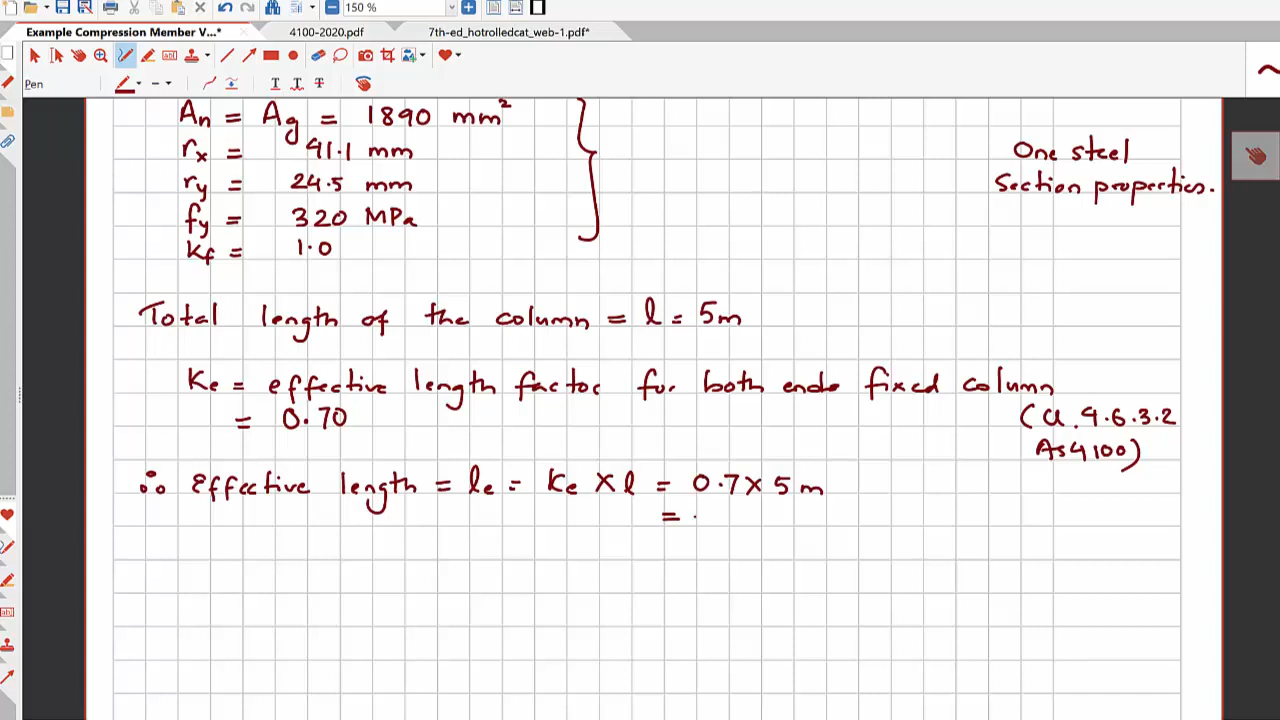 150 %
Example Compression Member V...*
4100-2020.pdf
7th-ed_hotrolledcat_web-1.pdf*
Pen
An = Ag = 1890 mm²
rx = 41.1 mm
ry = 24.5 mm
fy = 320 MPa
Kf = 1.0
One steel
Section properties.
Total length of the column = l = 5m
Ke = effective length factor for both ends fixed column
= 0.70
(Cl. 4.6.3.2
AS4100)
∴ Effective length = le = Ke X l = 0.7 X 5 m
= .